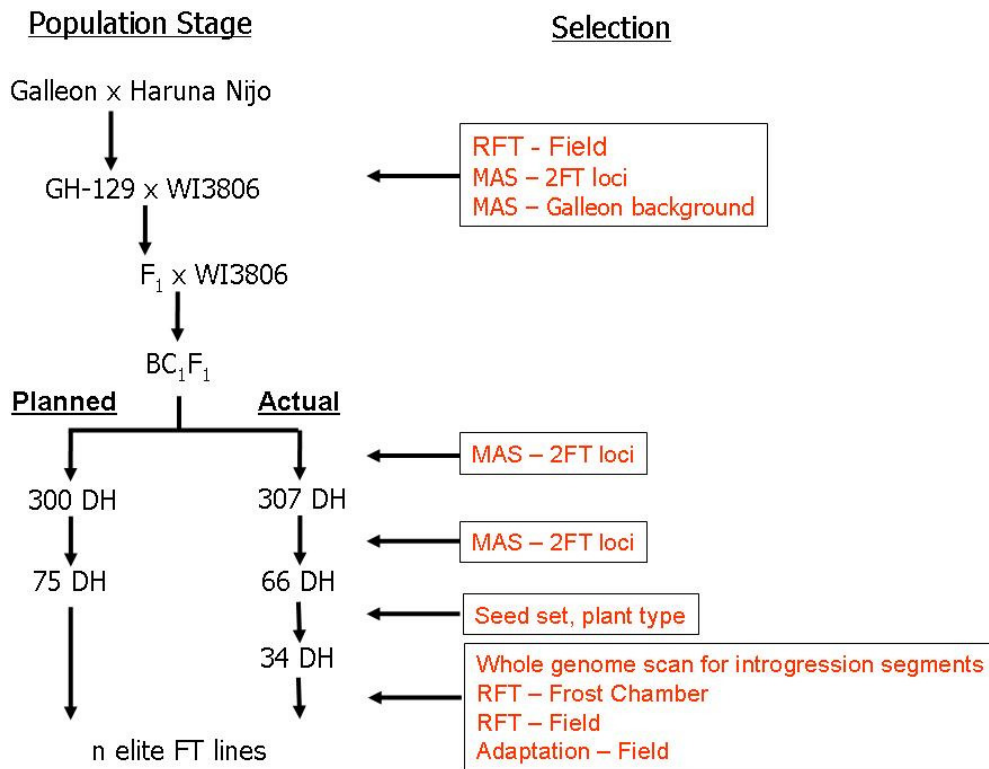 Population Stage
Selection
Galleon x Haruna Nijo
RFT - Field
MAS – 2FT loci
MAS – Galleon background
GH-129 x WI3806
F₁ x WI3806
BC₁F₁
Planned
Actual
MAS – 2FT loci
300 DH
307 DH
MAS – 2FT loci
75 DH
66 DH
Seed set, plant type
34 DH
Whole genome scan for introgression segments
RFT – Frost Chamber
RFT – Field
Adaptation – Field
n elite FT lines